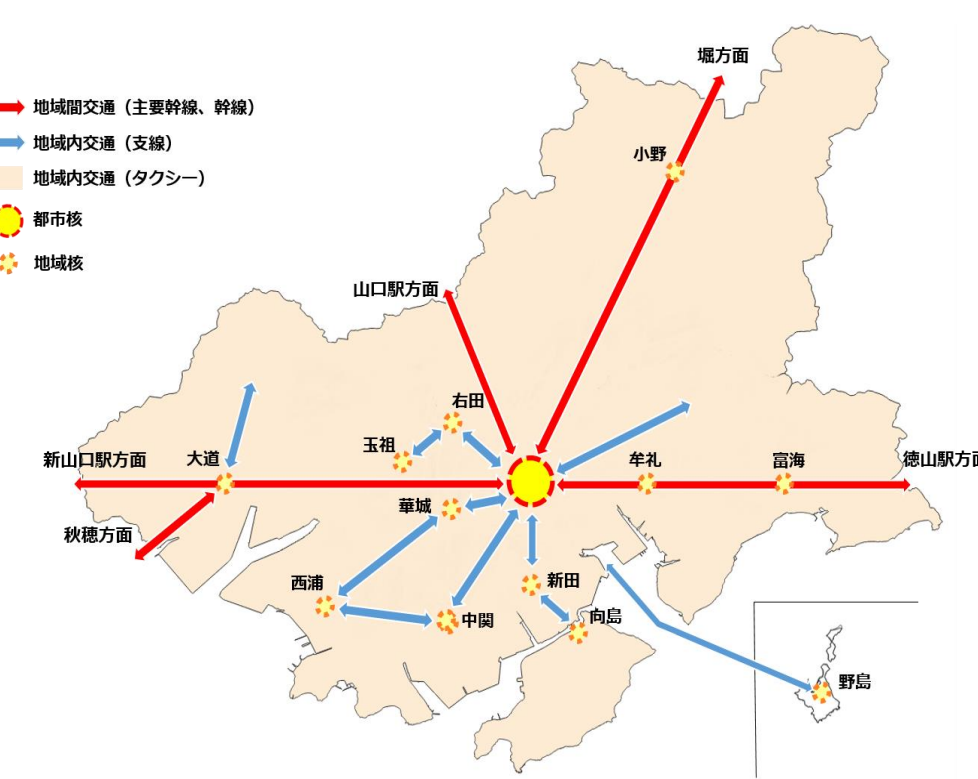 地域間交通（主要幹線、幹線）
地域内交通（支線）
地域内交通（タクシー）
都市核
地域核
堀方面
小野
山口駅方面
右田
玉祖
新山口駅方面
大道
牟礼
富海
徳山駅方面
華城
秋穂方面
西浦
新田
中関
向島
野島